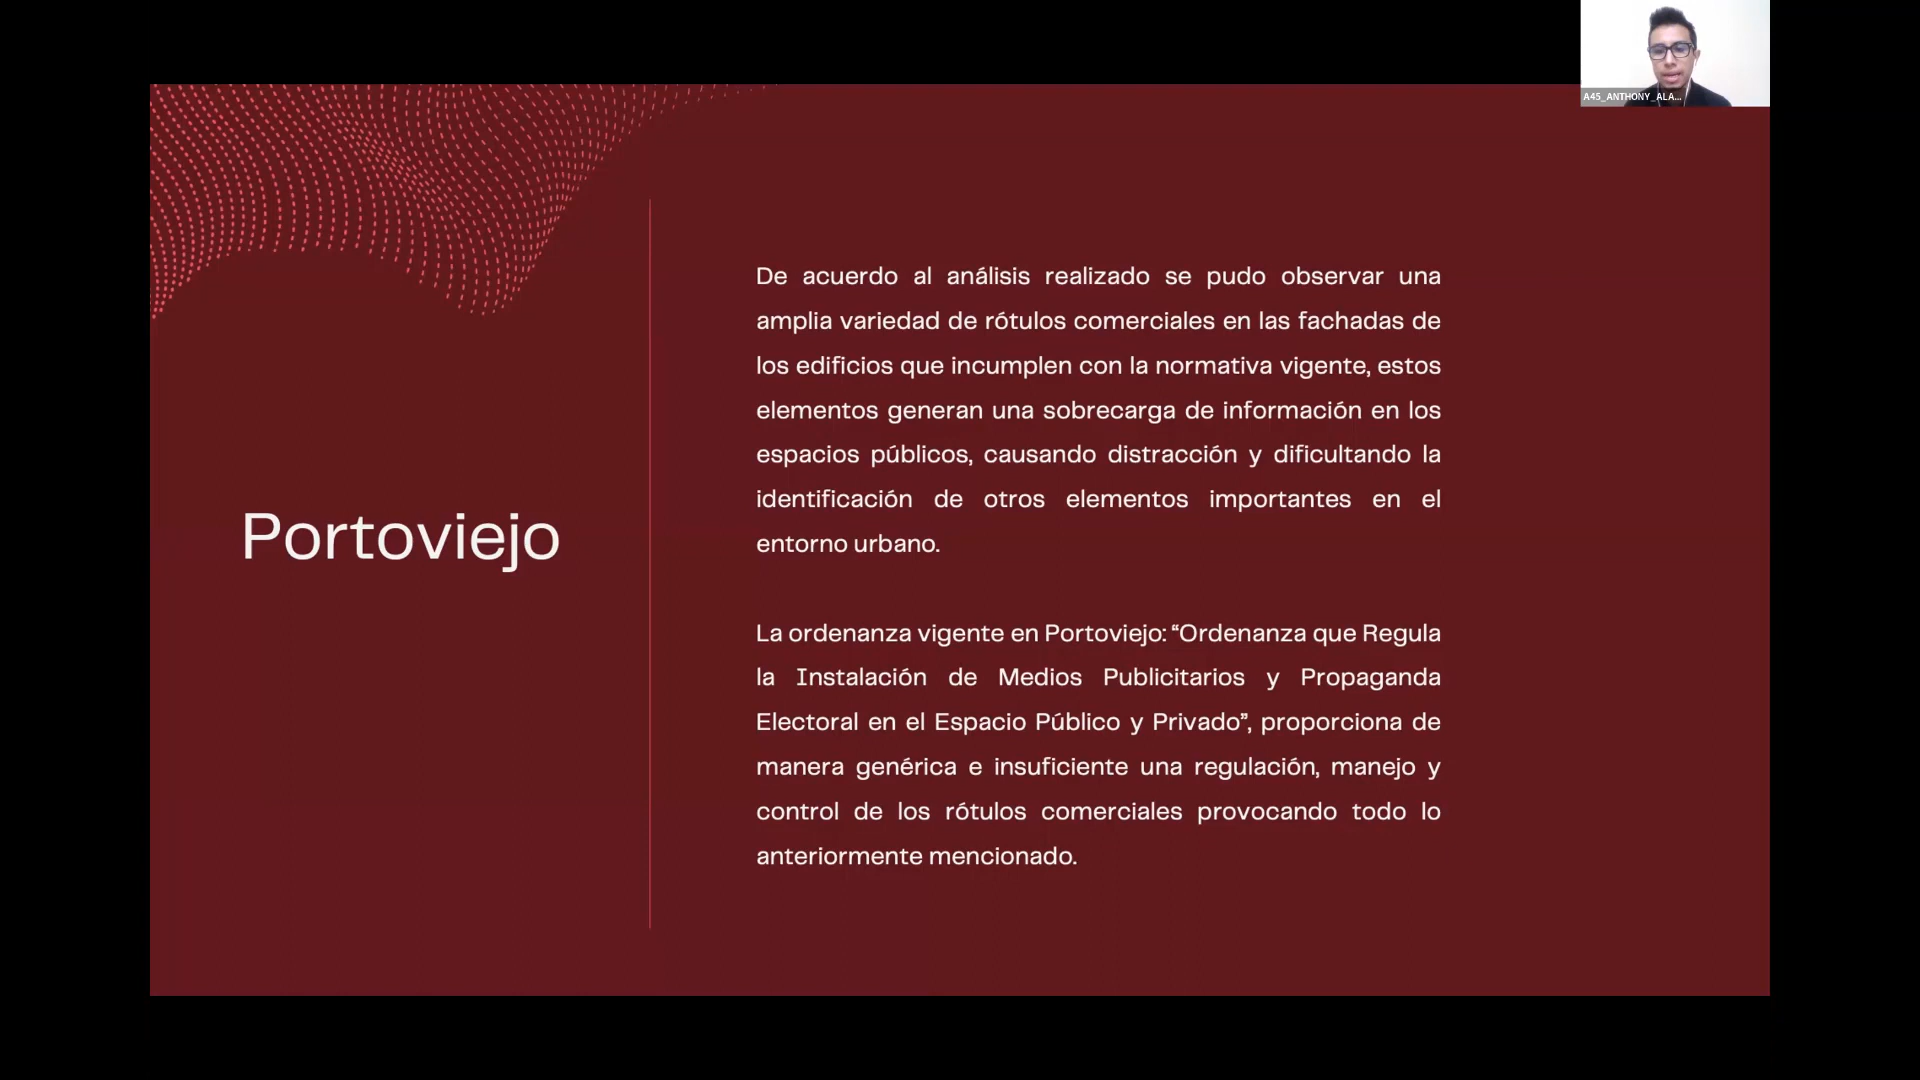 A45_ANTHONY_ALA...
Portoviejo
De acuerdo al análisis realizado se pudo observar una
amplia variedad de rótulos comerciales en las fachadas de
los edificios que incumplen con la normativa vigente, estos
elementos generan una sobrecarga de información en los
espacios públicos, causando distracción y dificultando la
identificación de otros elementos importantes en el
entorno urbano.
La ordenanza vigente en Portoviejo: “Ordenanza que Regula
la Instalación de Medios Publicitarios y Propaganda
Electoral en el Espacio Público y Privado”, proporciona de
manera genérica e insuficiente una regulación, manejo y
control de los rótulos comerciales provocando todo lo
anteriormente mencionado.